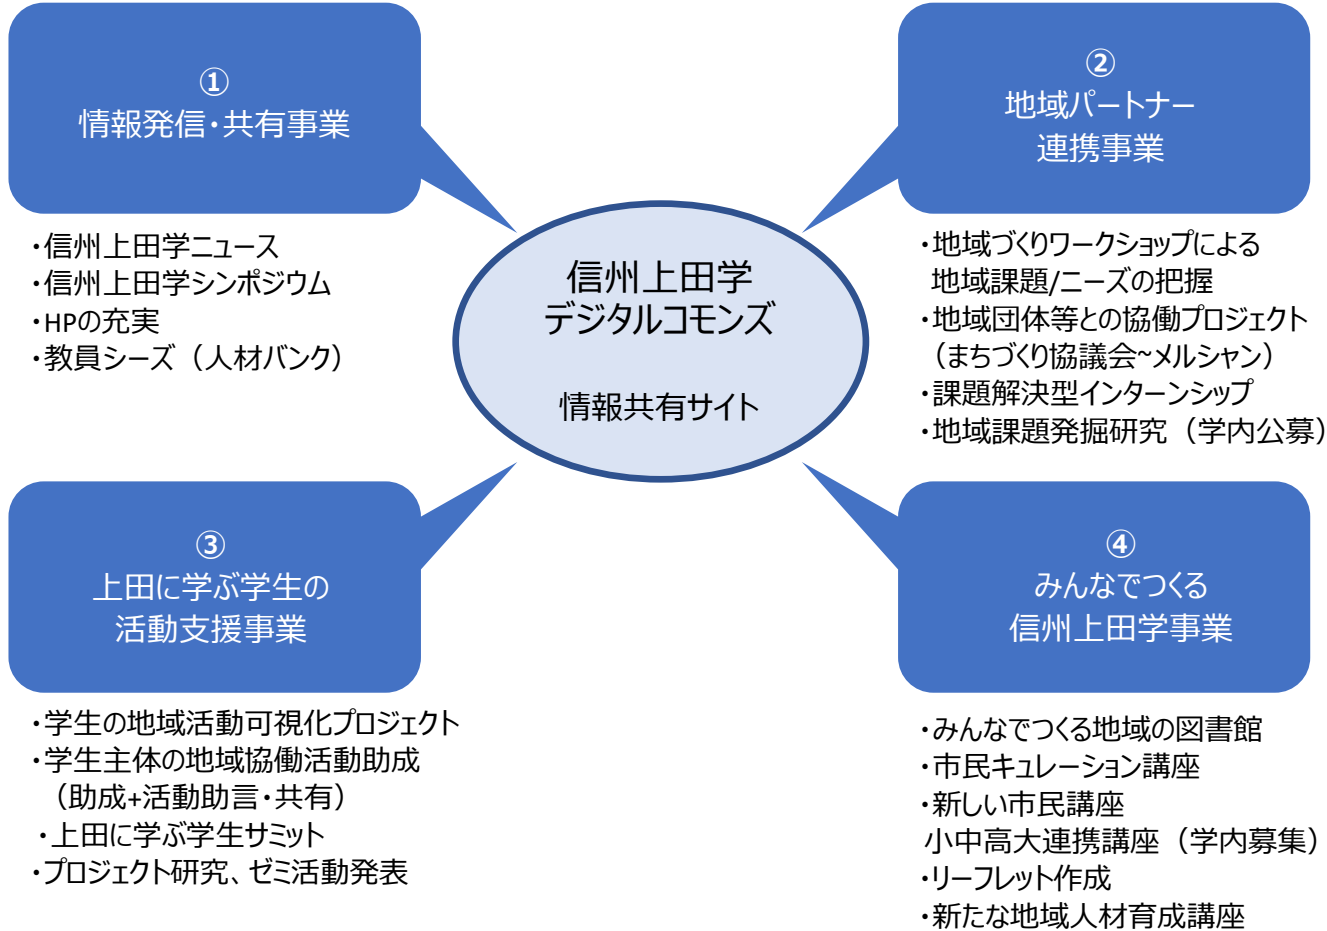 ①
情報発信・共有事業
・信州上田学ニュース
・信州上田学シンポジウム
・HPの充実
・教員シーズ（人材バンク）
②
地域パートナー
連携事業
・地域づくりワークショップによる
地域課題/ニーズの把握
・地域団体等との協働プロジェクト
（まちづくり協議会~メルシャン）
・課題解決型インターンシップ
・地域課題発掘研究（学内公募）
信州上田学
デジタルコモンズ
情報共有サイト
③
上田に学ぶ学生の
活動支援事業
・学生の地域活動可視化プロジェクト
・学生主体の地域協働活動助成
（助成+活動助言・共有）
・上田に学ぶ学生サミット
・プロジェクト研究、ゼミ活動発表
④
みんなでつくる
信州上田学事業
・みんなでつくる地域の図書館
・市民キュレーション講座
・新しい市民講座
小中高大連携講座（学内募集）
・リーフレット作成
・新たな地域人材育成講座